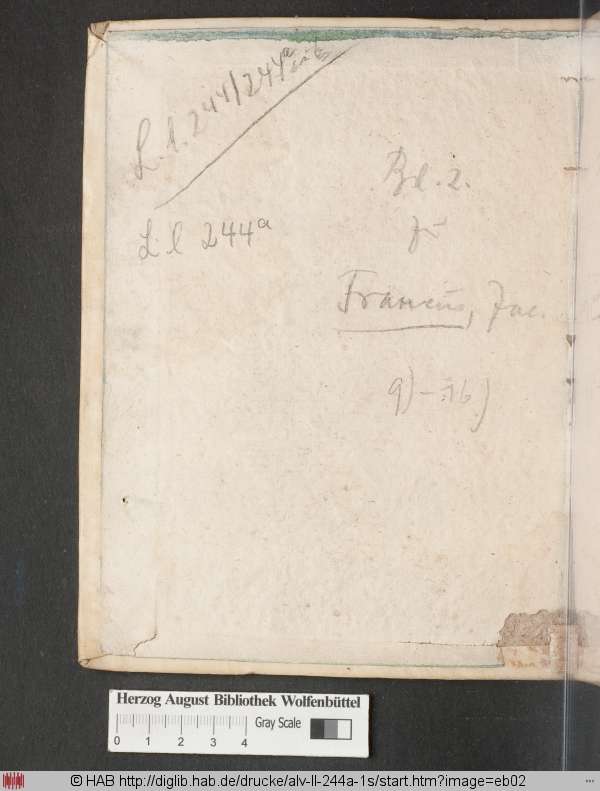 L. l. 244/244a
L. l 244a
Bd. 2.
zu
Francus, Jac.
9) - 16)
Herzog August Bibliothek Wolfenbüttel
0 1 2 3 4 Gray Scale
© HAB http://diglib.hab.de/drucke/alv-ll-244a-1s/start.htm?image=eb02